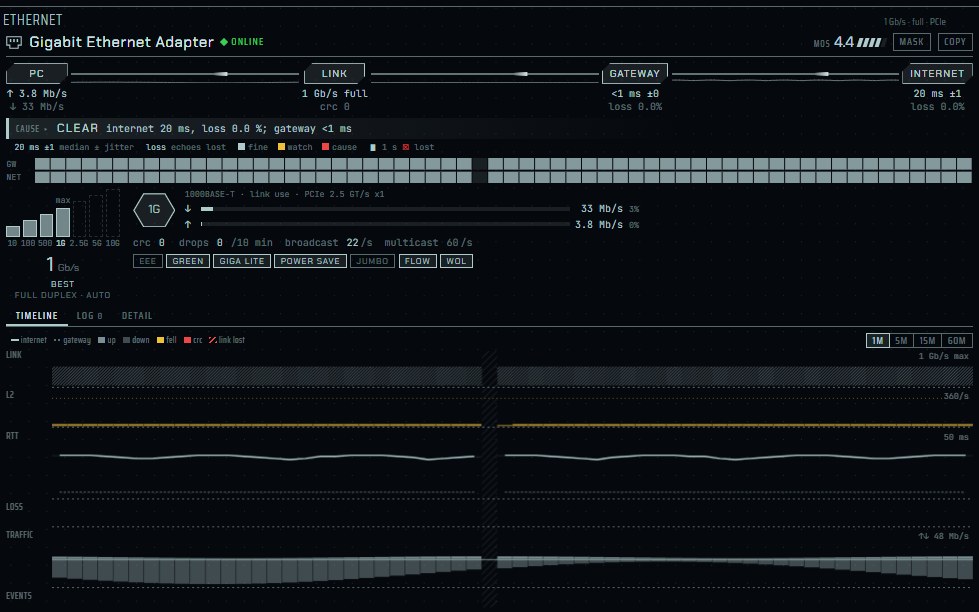 ETHERNET
1 Gb/s · full · PCIe
Gigabit Ethernet Adapter ◆ ONLINE
MOS 4.4 MASK COPY
PC LINK GATEWAY INTERNET
↑ 3.8 Mb/s 1 Gb/s full <1 ms ±0 20 ms ±1
↓ 33 Mb/s crc 0 loss 0.0% loss 0.0%
CAUSE · CLEAR internet 20 ms, loss 0.0 %; gateway <1 ms
20 ms ±1 median ± jitter loss echoes lost fine watch cause 1 s lost
GW
NET
max
1000BASE-T · link use · PCIe 2.5 GT/s x1
1G
↓ 33 Mb/s 3%
↑ 3.8 Mb/s 0%
10 100 500 1G 2.5G 5G 10G
crc 0 drops 0 /10 min broadcast 22/s multicast 60/s
1 Gb/s
EEE GREEN GIGA LITE POWER SAVE JUMBO FLOW WOL
BEST
FULL DUPLEX · AUTO
TIMELINE LOG 0 DETAIL
internet gateway up down fell crc link lost
1M 5M 15M 60M
LINK 1 Gb/s max
L2 360/s
RTT 50 ms
LOSS
TRAFFIC ↑↓ 48 Mb/s
EVENTS